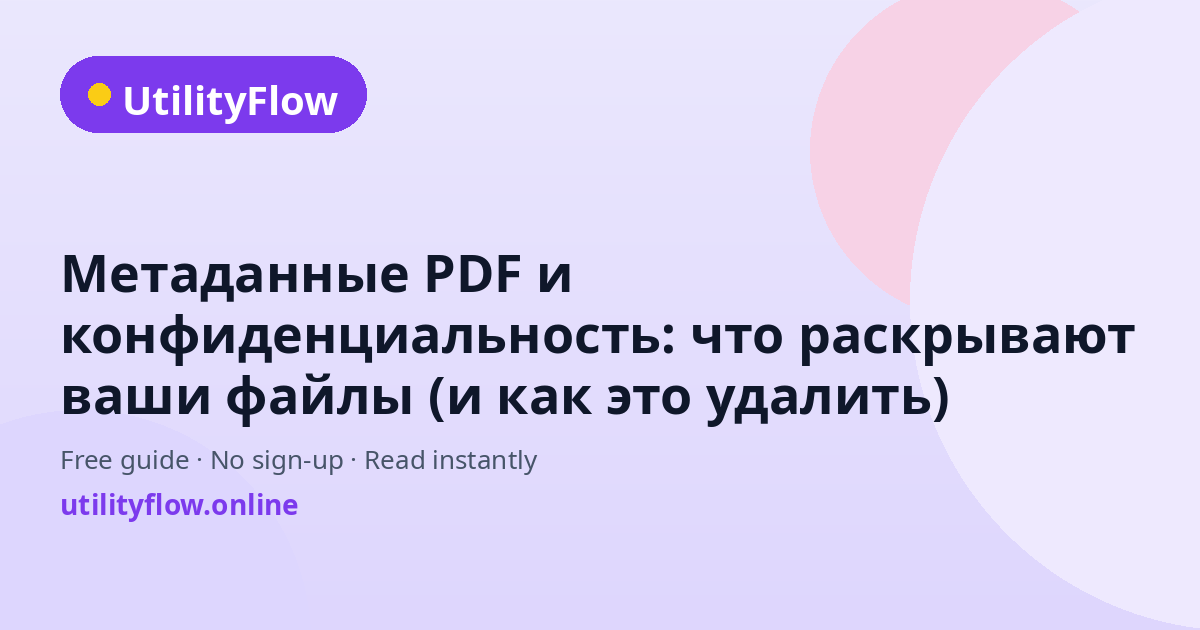 UtilityFlow
Метаданные PDF и
конфиденциальность: что раскрывают
ваши файлы (и как это удалить)
Free guide · No sign-up · Read instantly
utilityflow.online